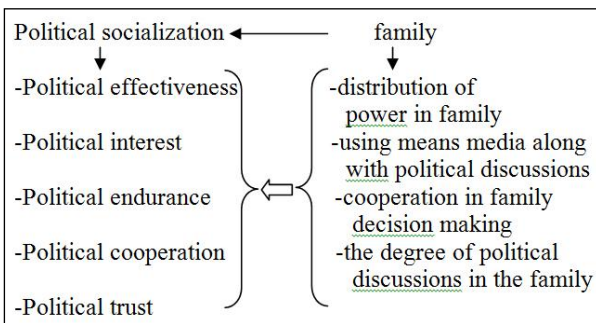 Political socialization
family
-Political effectiveness
-Political interest
-Political endurance
-Political cooperation
-Political trust
-distribution of
power in family
-using means media along
with political discussions
-cooperation in family
decision making
-the degree of political
discussions in the family